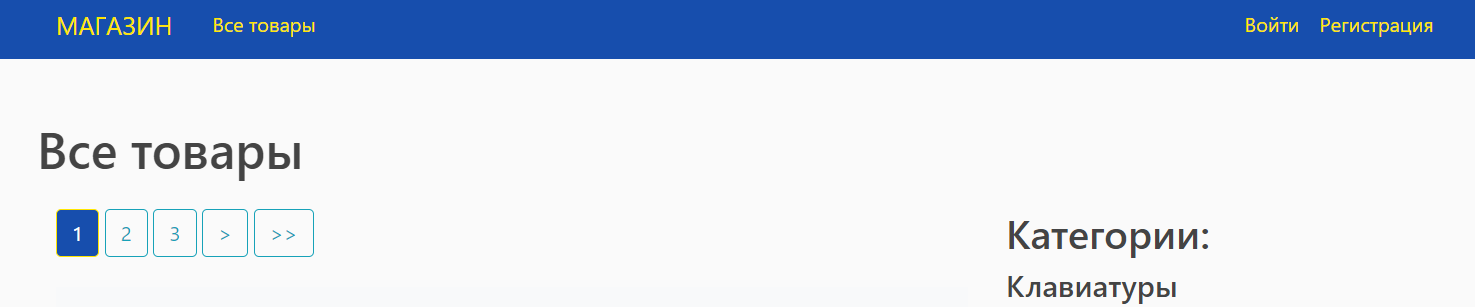 МАГАЗИН Все товары Войти Регистрация
Все товары
1 2 3 > >>
Категории:
Клавиатуры